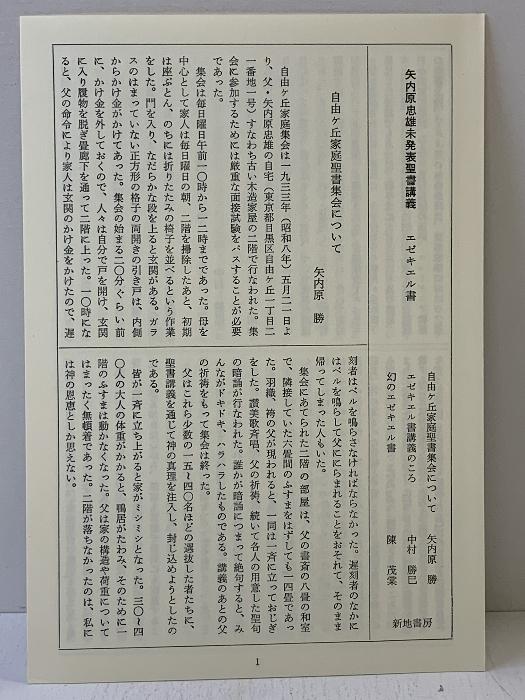 矢内原忠雄未発表聖書講義 エゼキエル書
自由ヶ丘家庭聖書集会について 矢内原 勝
エゼキエル書講義のころ 中村 勝巳
幻のエゼキエル書 陳 茂棠
新地書房
自由ヶ丘家庭聖書集会について
矢内原 勝
自由ヶ丘家庭集会は一九三三年(昭和八年)五月二一日よ
り、父・矢内原忠雄の自宅(東京都目黒区自由ヶ丘一丁目二
一番地一号)すなわち古い木造家屋の二階で行なわれた。集
会に参加するためには厳重な面接試験をパスすることが必要
であった。
集会は毎日曜日午前一〇時から一二時までであった。母を
中心として家人は毎日曜日の朝、二階を掃除したあと、初期
は座ぶとん、のちには折りたたみの椅子を並べるという作業
をした。門を入り、なだらかな段を上ると玄関がある。ガラ
スのはまっていない正方形の格子の両開きの引き戸は、内側
からかけ金がかけてあった。集会の始まる二〇分ぐらい前
に、かけ金を外しておくので、人々は自分で戸を開け、玄関
に入り履物を脱ぎ畳廊下を通って二階に上った。一〇時にな
ると、父の命令により家人は玄関のかけ金をかけたので、遅
刻者はベルを鳴らさなければならなかった。遅刻者のなかに
はベルを鳴らして父ににらまれることをおそれて、そのまま
帰ってしまった人もいた。
集会にあてられた二階の部屋は、父の書斎の八畳の和室
で、隣接していた六畳間のふすまをはずしても一四畳であっ
た。羽織、袴の父が現われると、一同は一斉に立っておじぎ
をした。讃美歌斉唱、父の祈祷、続いて各人の用意した聖句
の暗誦が行なわれた。誰かが暗誦につまって絶句すると、み
んながドキドキ、ハラハラしたものである。講義のあとの父
の祈祷をもって集会は終った。
父はこれら少数の一五〜四〇名ほどの選抜した者たちに、
聖書講義を通じて神の真理を注入し、封じ込めようとしたの
である。
皆が一斉に立ち上がると家がミシミシとなった。三〇〜四
〇人の大人の体重がかかると、鴨居がたわみ、そのために一
階のふすまは動かなくなった。父は家の構造や荷重について
はまったく無頓着であった。二階が落ちなかったのは、私に
は神の恩恵としか思えない。
1